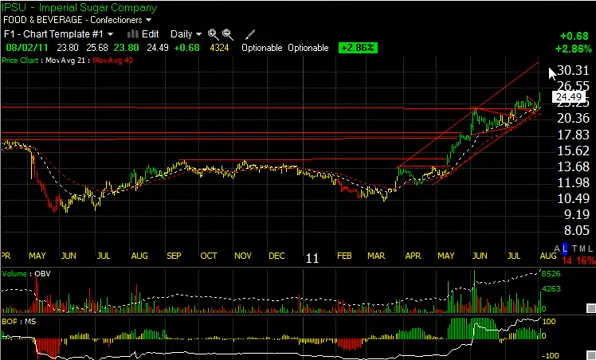 IPSU - Imperial Sugar Company
FOOD & BEVERAGE - Confectioners
F1 - Chart Template #1 Edit Daily
08/02/11 23.80 25.68 23.80 24.49 +0.68 4324 Optionable Optionable +2.86%
+0.68
+2.86%
Price Chart : MovAvg 21 : MovAvg 40
30.31
26.55
24.49
23.25
20.36
17.83
15.62
13.68
11.98
10.49
9.19
8.05
PR MAY JUN JUL AUG SEP OCT NOV DEC 11 FEB MAR APR MAY JUN JUL AUG
A L T M L
14 16%
Volume : OBV
8526
4263
BOP : MS
100
0
-100